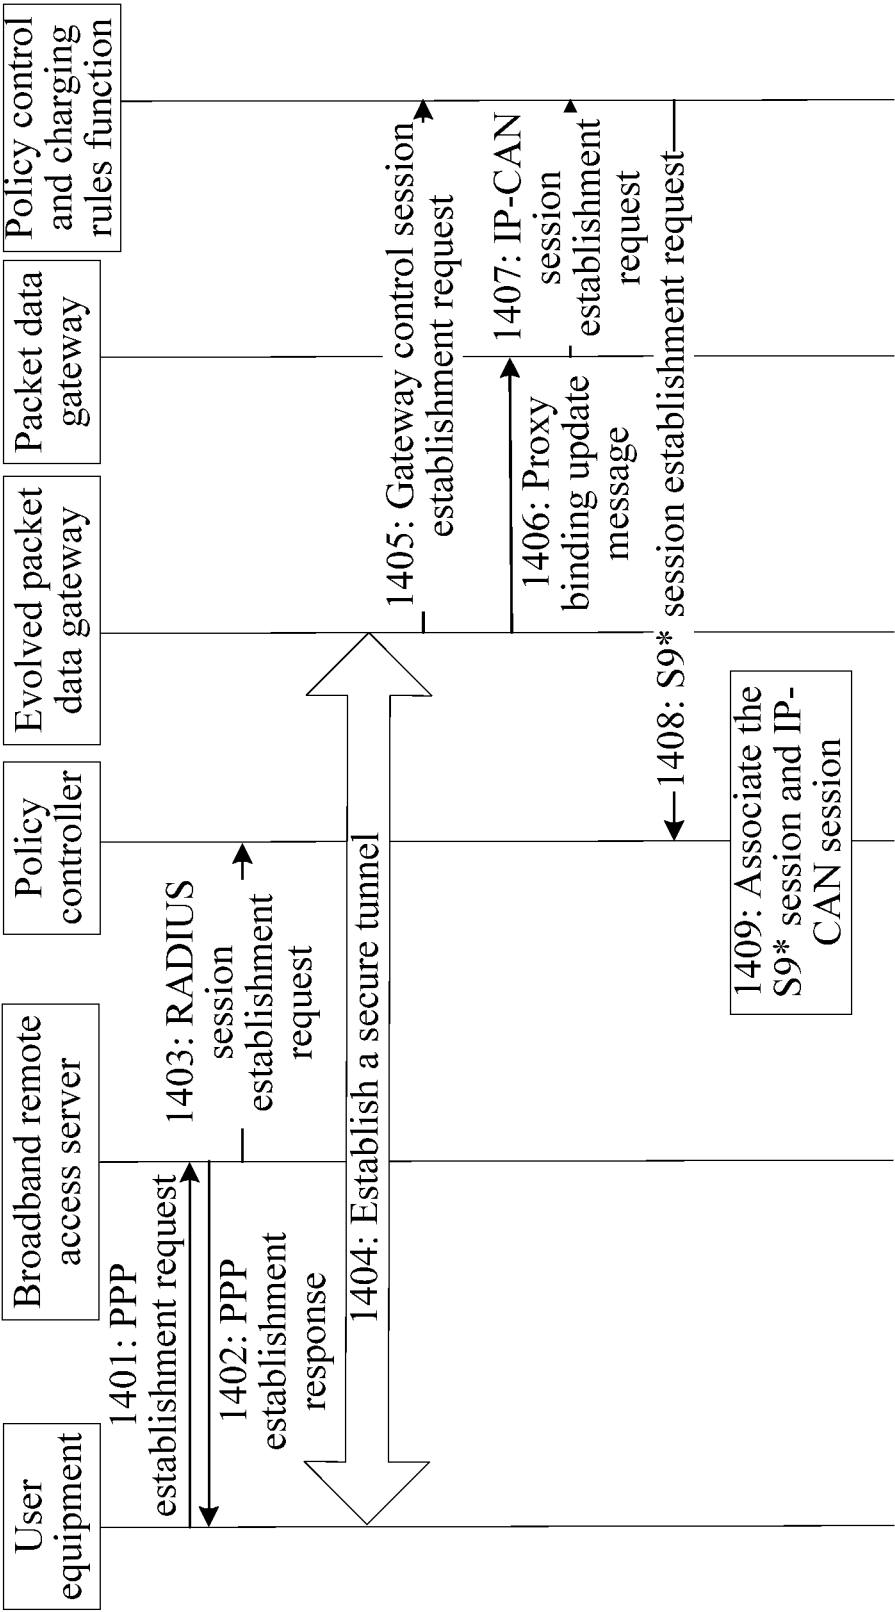 User
equipment
Broadband remote
access server
Policy
controller
Evolved packet
data gateway
Packet data
gateway
Policy control
and charging
rules function
1401: PPP
establishment request
1402: PPP
establishment
response
1403: RADIUS
session
establishment
request
1404: Establish a secure tunnel
1405: Gateway control session
establishment request
1406: Proxy
binding update
message
1407: IP-CAN
session
establishment
request
1408: S9* session establishment request
1409: Associate the
S9* session and IP-
CAN session